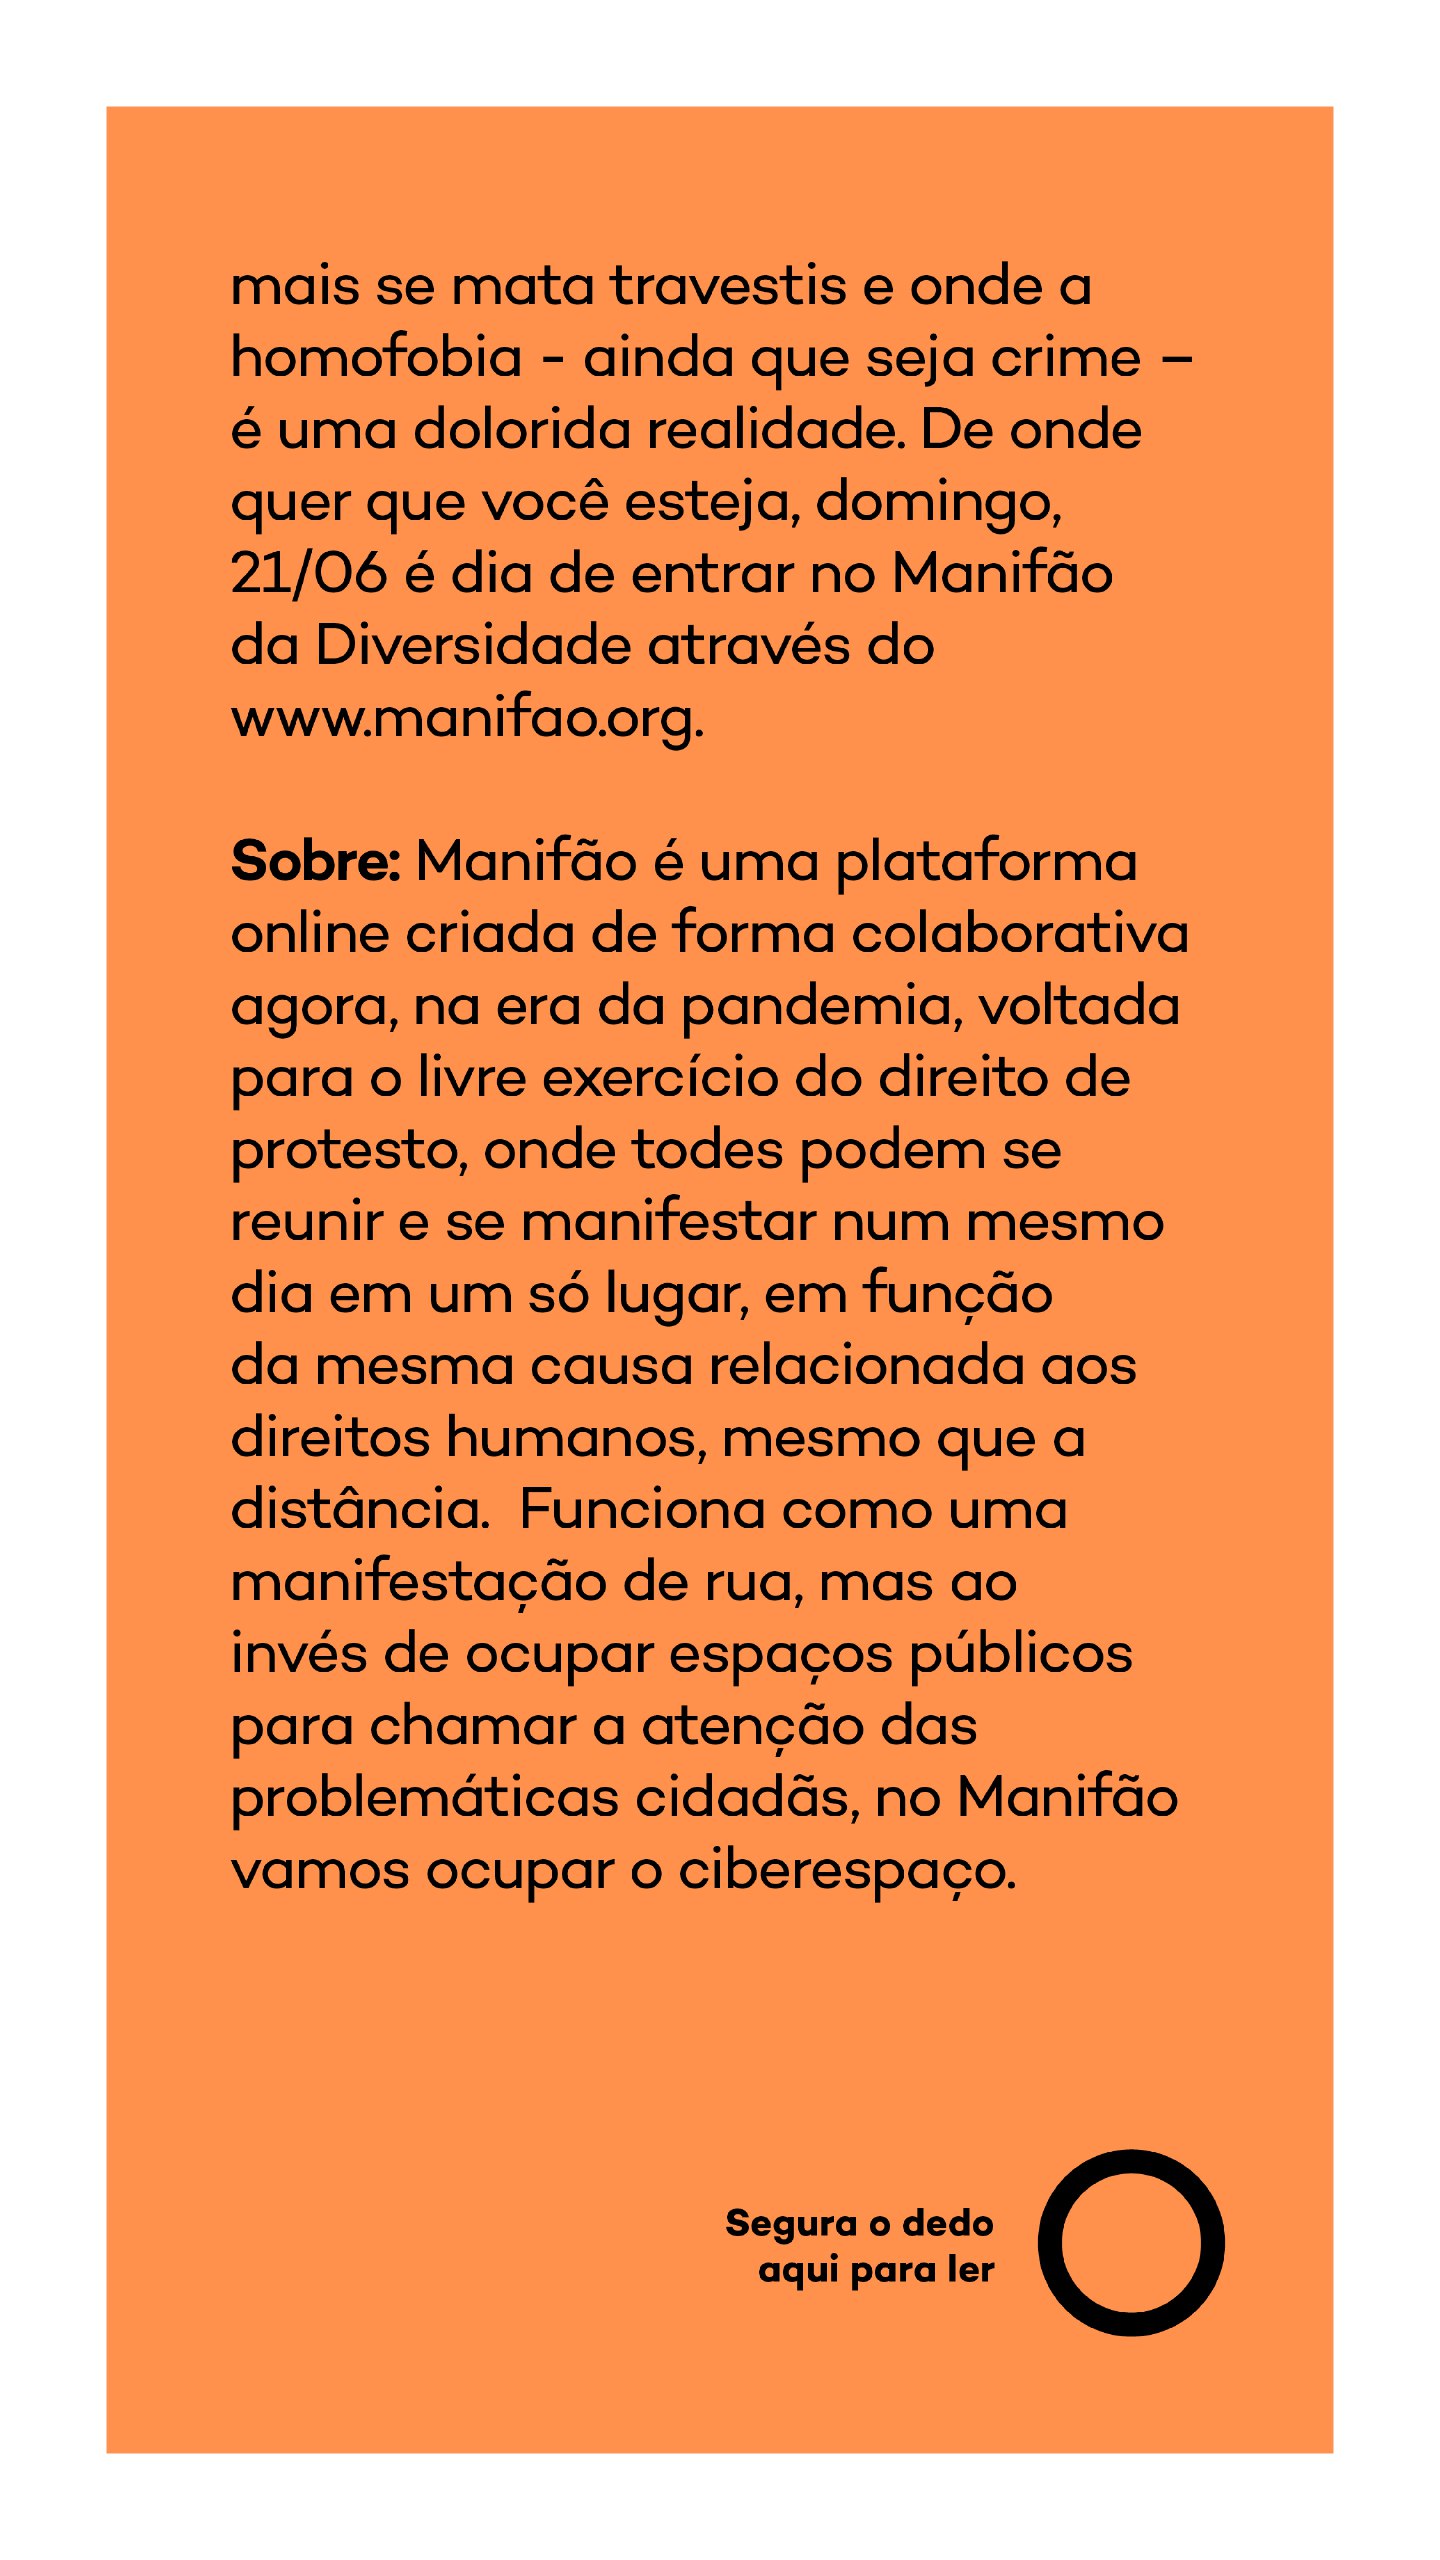 mais se mata travestis e onde a
homofobia - ainda que seja crime –
é uma dolorida realidade. De onde
quer que você esteja, domingo,
21/06 é dia de entrar no Manifão
da Diversidade através do
www.manifao.org.
Sobre: Manifão é uma plataforma
online criada de forma colaborativa
agora, na era da pandemia, voltada
para o livre exercício do direito de
protesto, onde todes podem se
reunir e se manifestar num mesmo
dia em um só lugar, em função
da mesma causa relacionada aos
direitos humanos, mesmo que a
distância.  Funciona como uma
manifestação de rua, mas ao
invés de ocupar espaços públicos
para chamar a atenção das
problemáticas cidadãs, no Manifão
vamos ocupar o ciberespaço.
Segura o dedo
aqui para ler